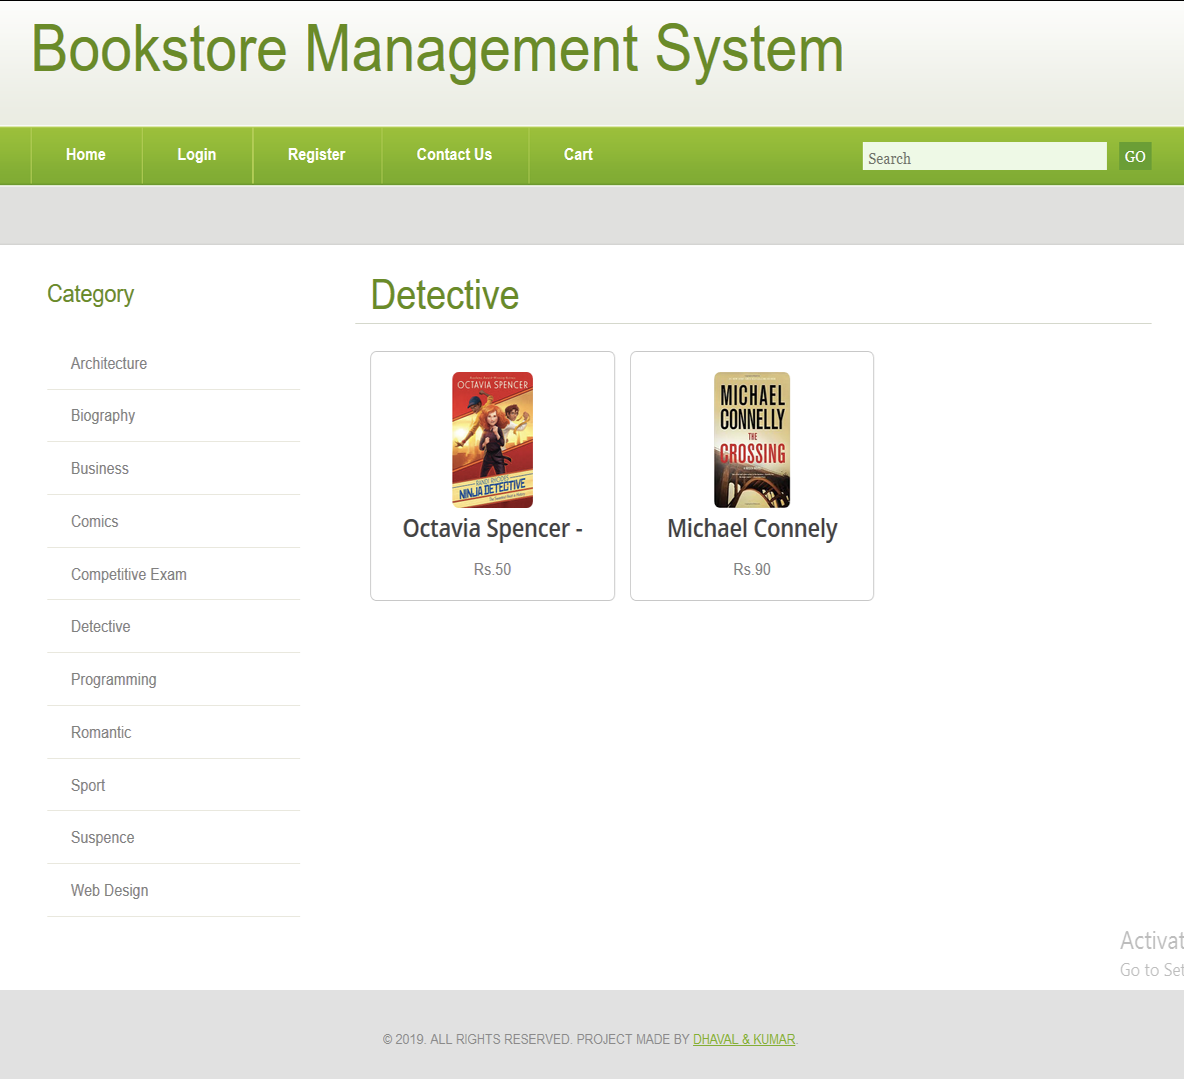 Bookstore Management System
Home Login Register Contact Us Cart Search GO
Category
Detective
Architecture
Biography
Business
Comics
Competitive Exam
Detective
Programming
Romantic
Sport
Suspence
Web Design
OCTAVIA SPENCER
RANDI RHODES
NINJA DETECTIVE
Octavia Spencer -
Rs.50
MICHAEL
CONNELLY
THE
CROSSING
Michael Connely
Rs.90
Activat
Go to Set
© 2019. ALL RIGHTS RESERVED. PROJECT MADE BY DHAVAL & KUMAR.